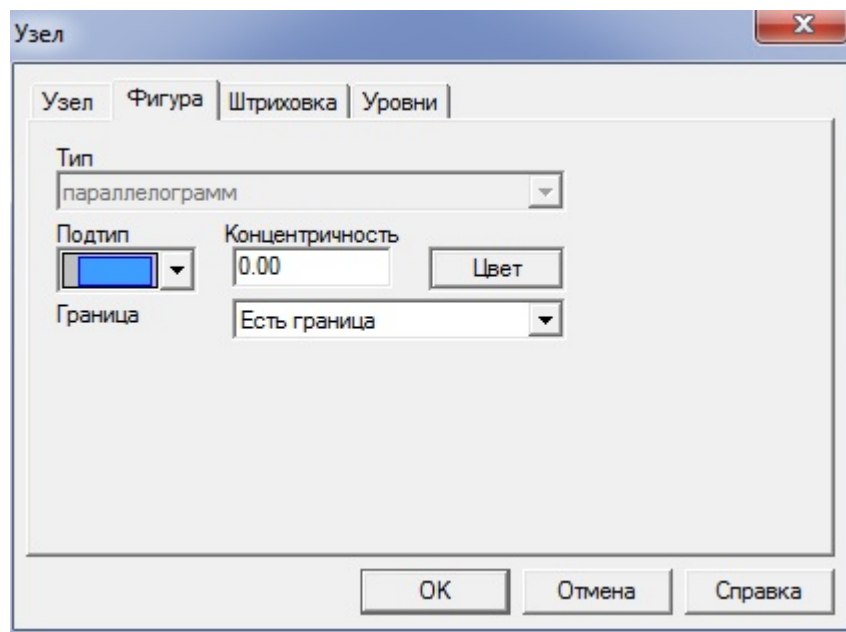 Узел
Узел Фигура Штриховка Уровни
Тип
параллелограмм
Подтип Концентричность
0.00 Цвет
Граница Есть граница
OK Отмена Справка